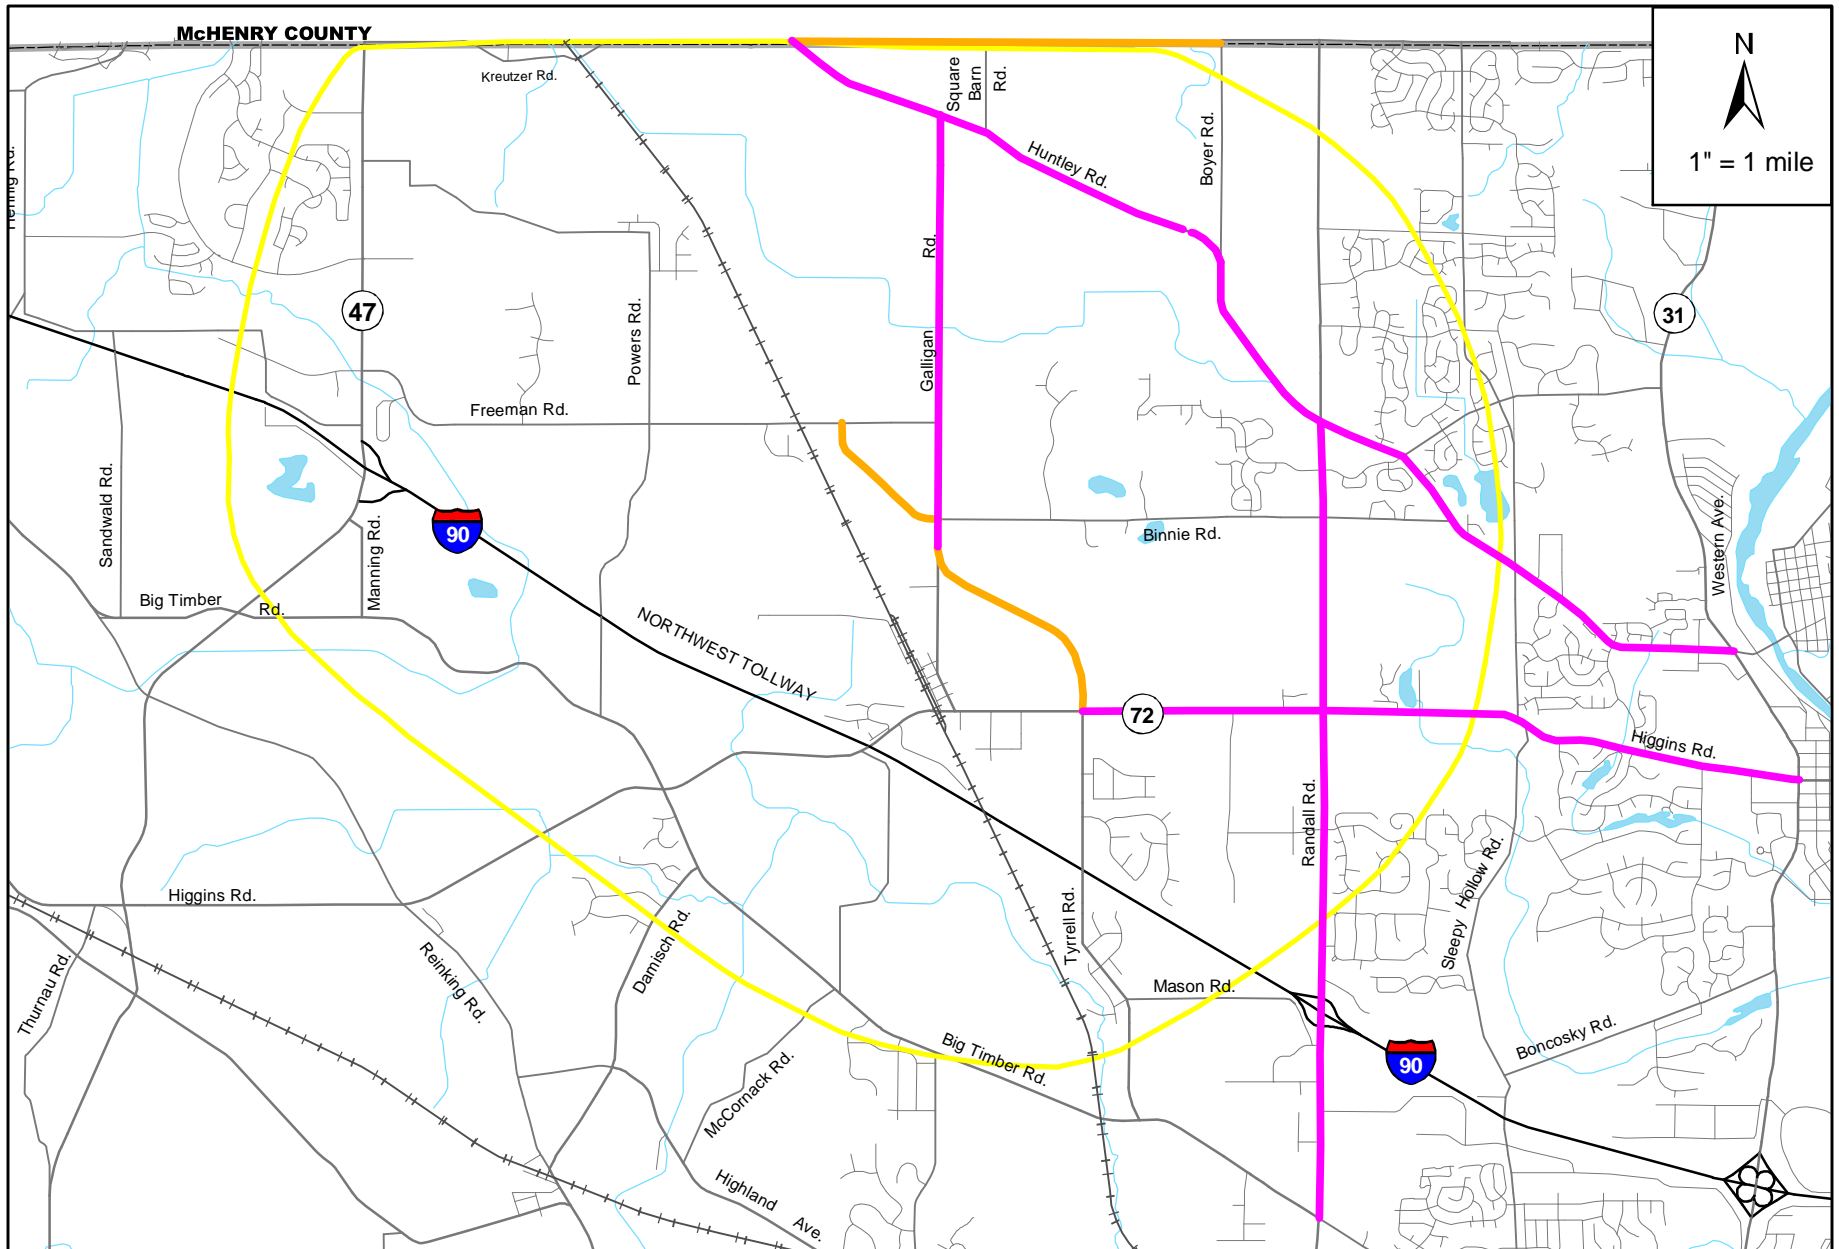 McHENRY COUNTY
N
1" = 1 mile
Kreutzer Rd.
Square
Barn
Rd.
Boyer Rd.
Huntley Rd.
Rd.
Galligan
47
31
Powers Rd.
Freeman Rd.
Sandwald Rd.
Manning Rd.
90
Binnie Rd.
Western Ave.
Big Timber
Rd.
NORTHWEST TOLLWAY
72
Higgins Rd.
Randall Rd.
Sleepy Hollow Rd.
Higgins Rd.
Tyrrell Rd.
Damisch Rd.
Reinking Rd.
Thurnau Rd.
Mason Rd.
Big Timber Rd.
McCornack Rd.
90
Boncosky Rd.
Highland Ave.